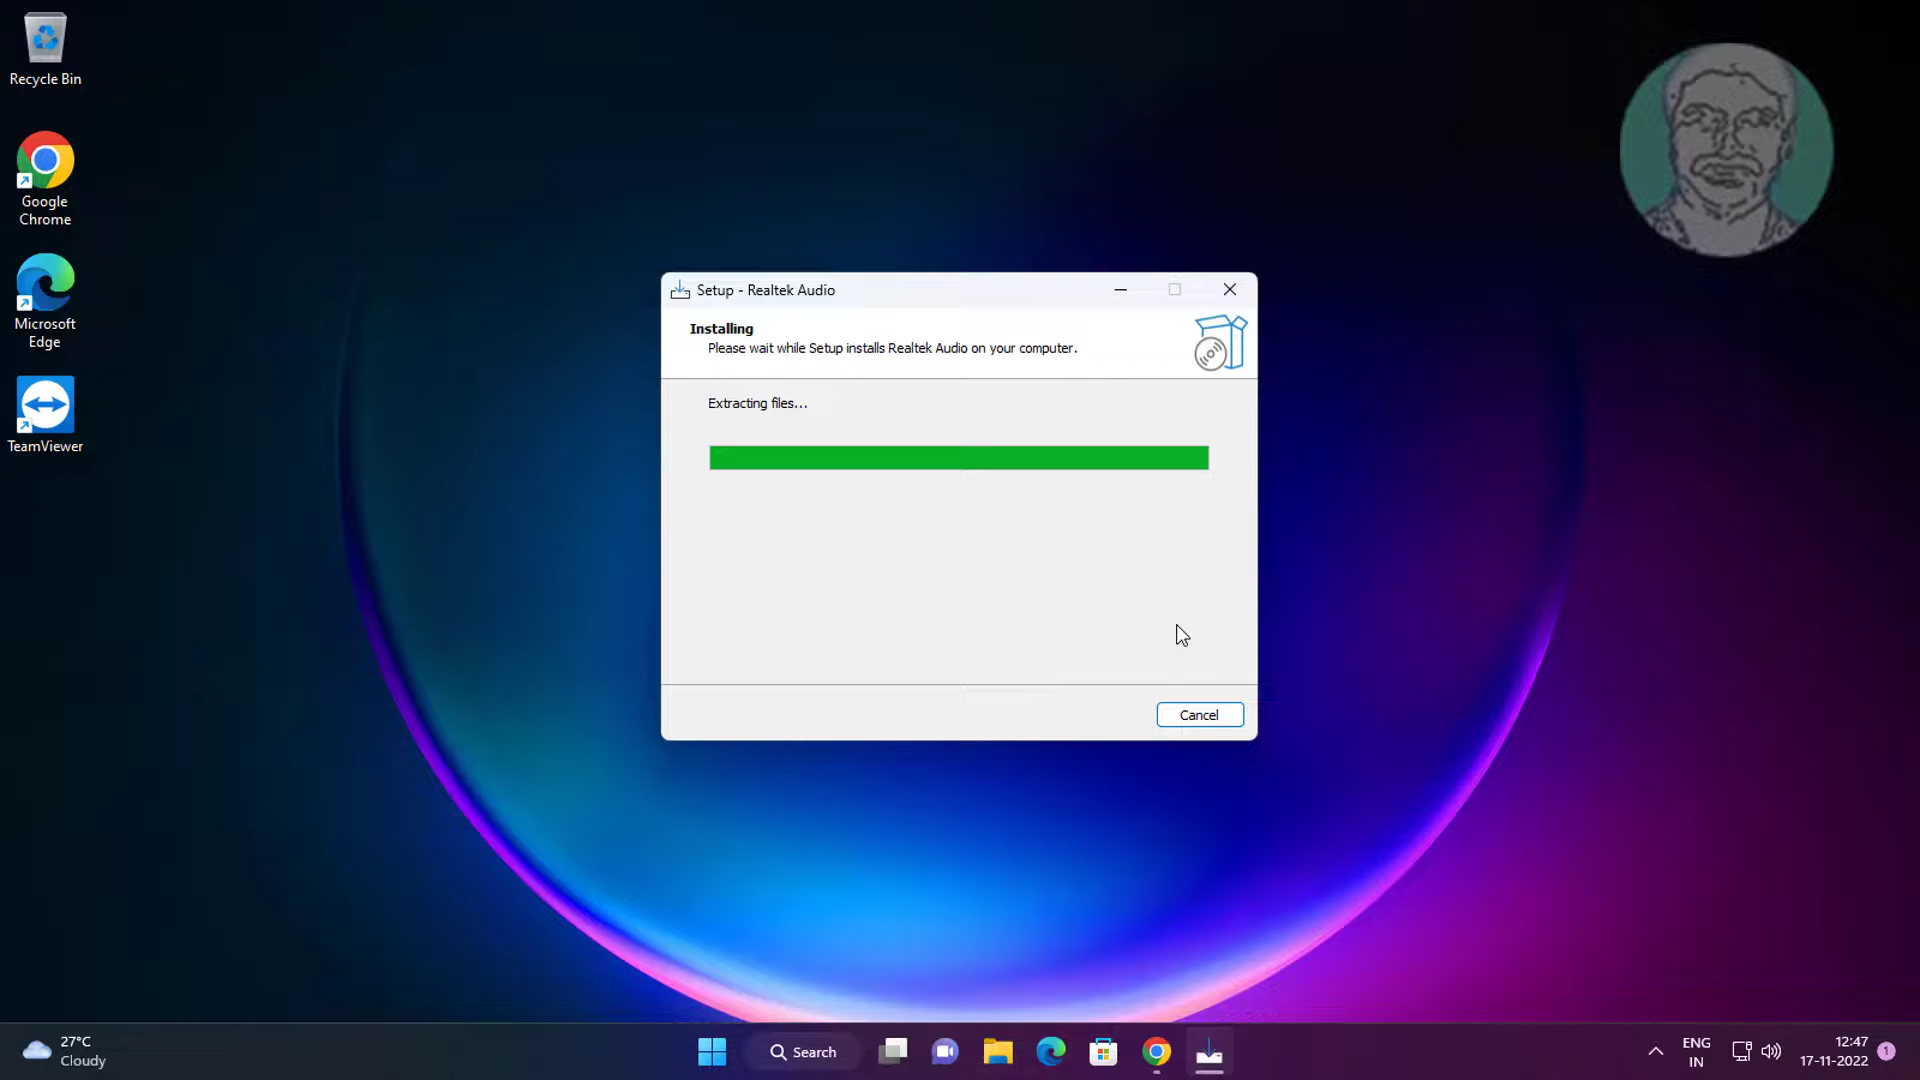 Recycle Bin
Google
Chrome
Microsoft
Edge
TeamViewer
Setup - Realtek Audio
Installing
Please wait while Setup installs Realtek Audio on your computer.
Extracting files...
Cancel
27°C
Cloudy
Search
ENG
IN
12:47
17-11-2022
1